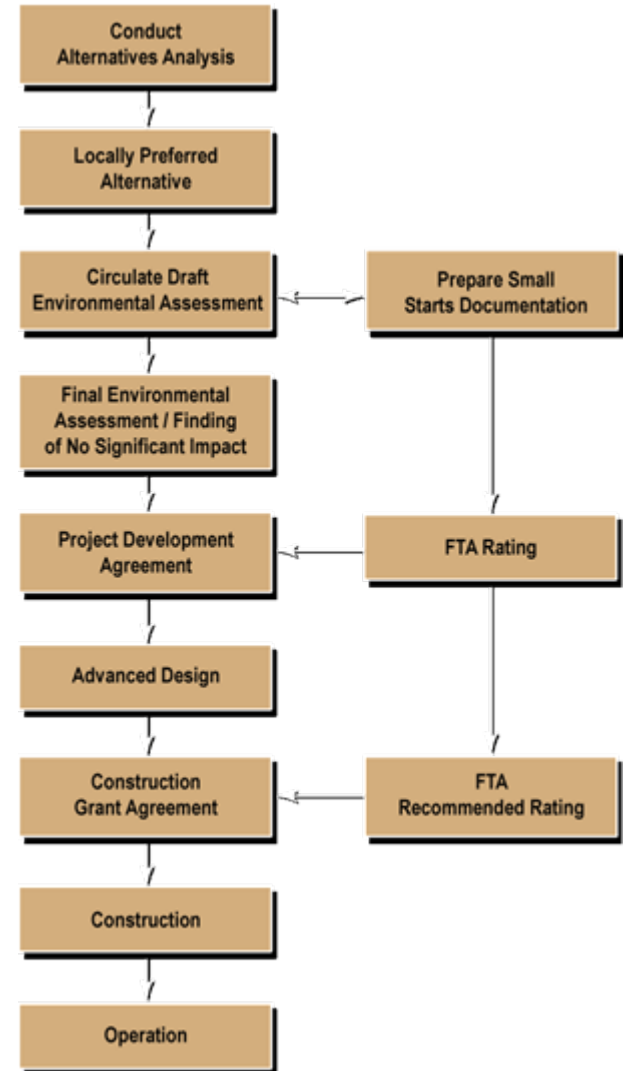 Conduct
Alternatives Analysis
Locally Preferred
Alternative
Circulate Draft
Environmental Assessment
Prepare Small
Starts Documentation
Final Environmental
Assessment / Finding
of No Significant Impact
Project Development
Agreement
FTA Rating
Advanced Design
Construction
Grant Agreement
FTA
Recommended Rating
Construction
Operation